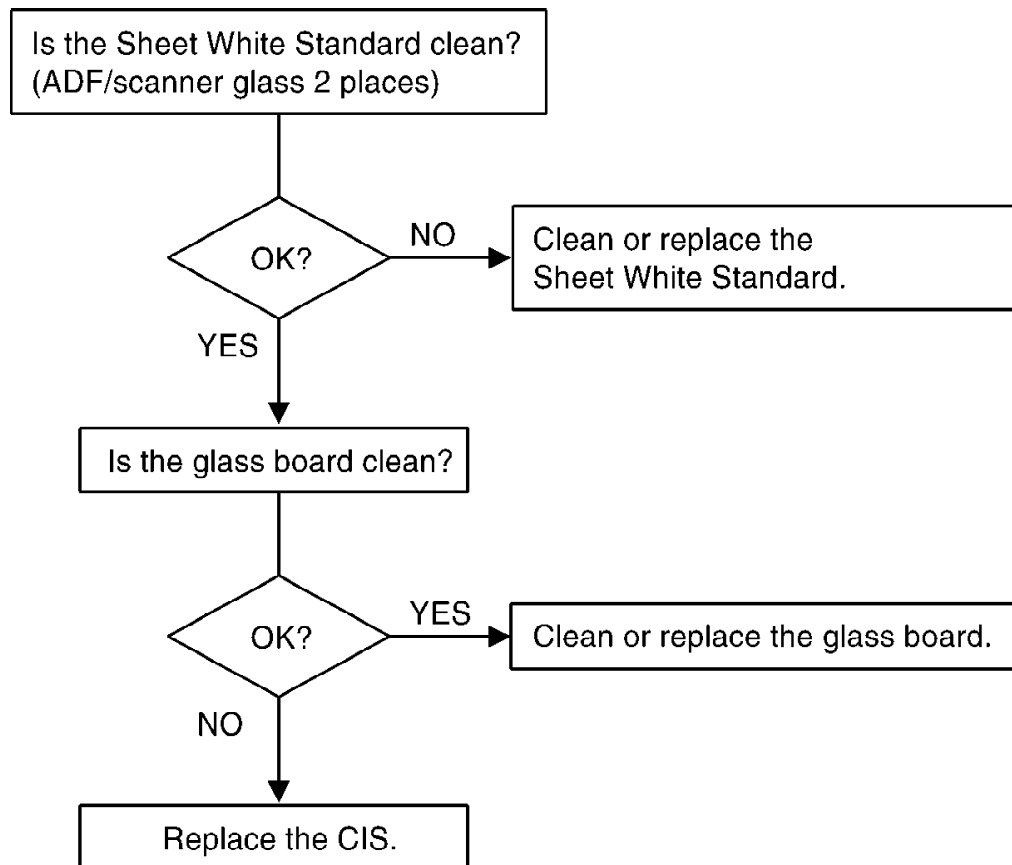 Is the Sheet White Standard clean?
(ADF/scanner glass 2 places)
OK?
NO
Clean or replace the
Sheet White Standard.
YES
Is the glass board clean?
OK?
YES
Clean or replace the glass board.
NO
Replace the CIS.